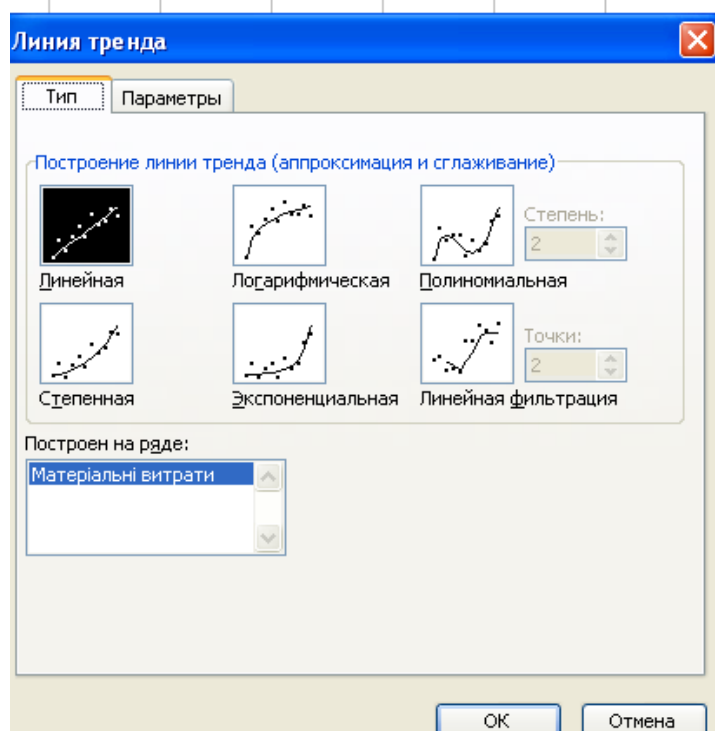 Линия тренда
Тип Параметры
Построение линии тренда (аппроксимация и сглаживание)
Степень:
2
Линейная Логарифмическая Полиномиальная
Точки:
2
Степенная Экспоненциальная Линейная фильтрация
Построен на ряде:
Матеріальні витрати
ОК Отмена